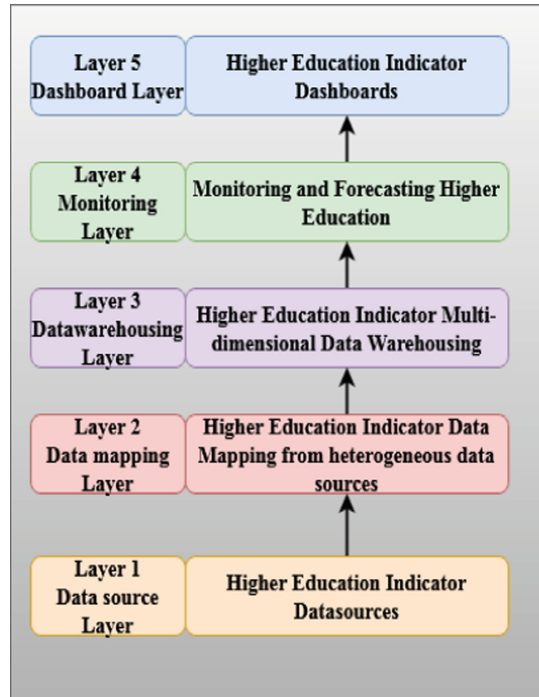 Layer 5
Dashboard Layer
Higher Education Indicator
Dashboards
Layer 4
Monitoring
Layer
Monitoring and Forecasting Higher
Education
Layer 3
Datawarehousing
Layer
Higher Education Indicator Multi-
dimensional Data Warehousing
Layer 2
Data mapping
Layer
Higher Education Indicator Data
Mapping from heterogeneous data
sources
Layer 1
Data source
Layer
Higher Education Indicator
Datasources